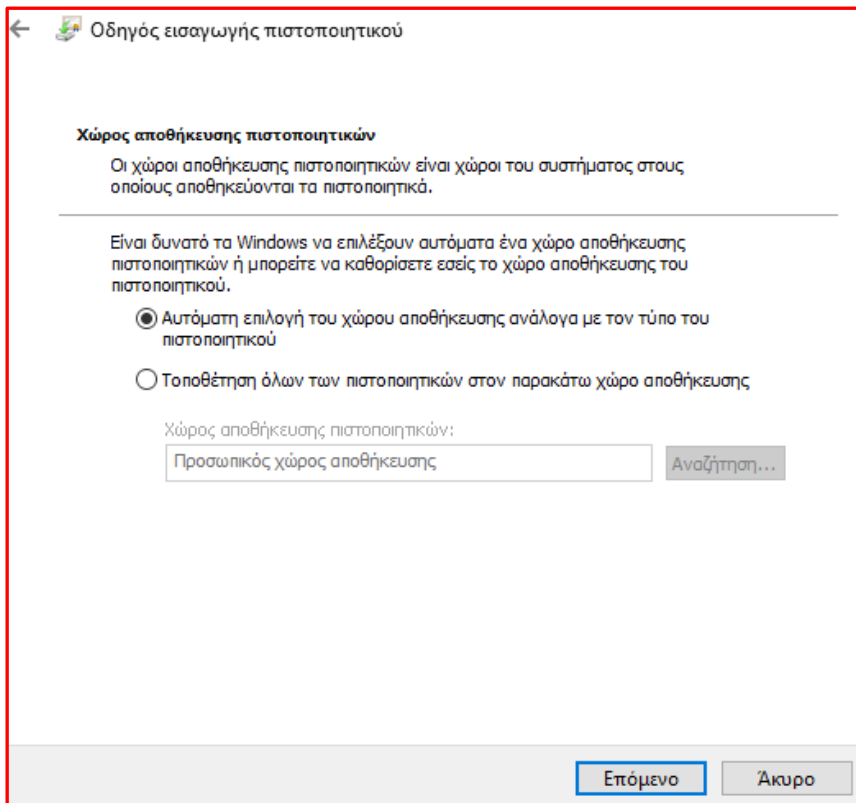 Οδηγός εισαγωγής πιστοποιητικού
Χώρος αποθήκευσης πιστοποιητικών
Οι χώροι αποθήκευσης πιστοποιητικών είναι χώροι του συστήματος στους
οποίους αποθηκεύονται τα πιστοποιητικά.
Είναι δυνατό τα Windows να επιλέξουν αυτόματα ένα χώρο αποθήκευσης
πιστοποιητικών ή μπορείτε να καθορίσετε εσείς το χώρο αποθήκευσης του
πιστοποιητικού.
Αυτόματη επιλογή του χώρου αποθήκευσης ανάλογα με τον τύπο του
πιστοποιητικού
Τοποθέτηση όλων των πιστοποιητικών στον παρακάτω χώρο αποθήκευσης
Χώρος αποθήκευσης πιστοποιητικών:
Προσωπικός χώρος αποθήκευσης
Αναζήτηση...
Επόμενο
Άκυρο